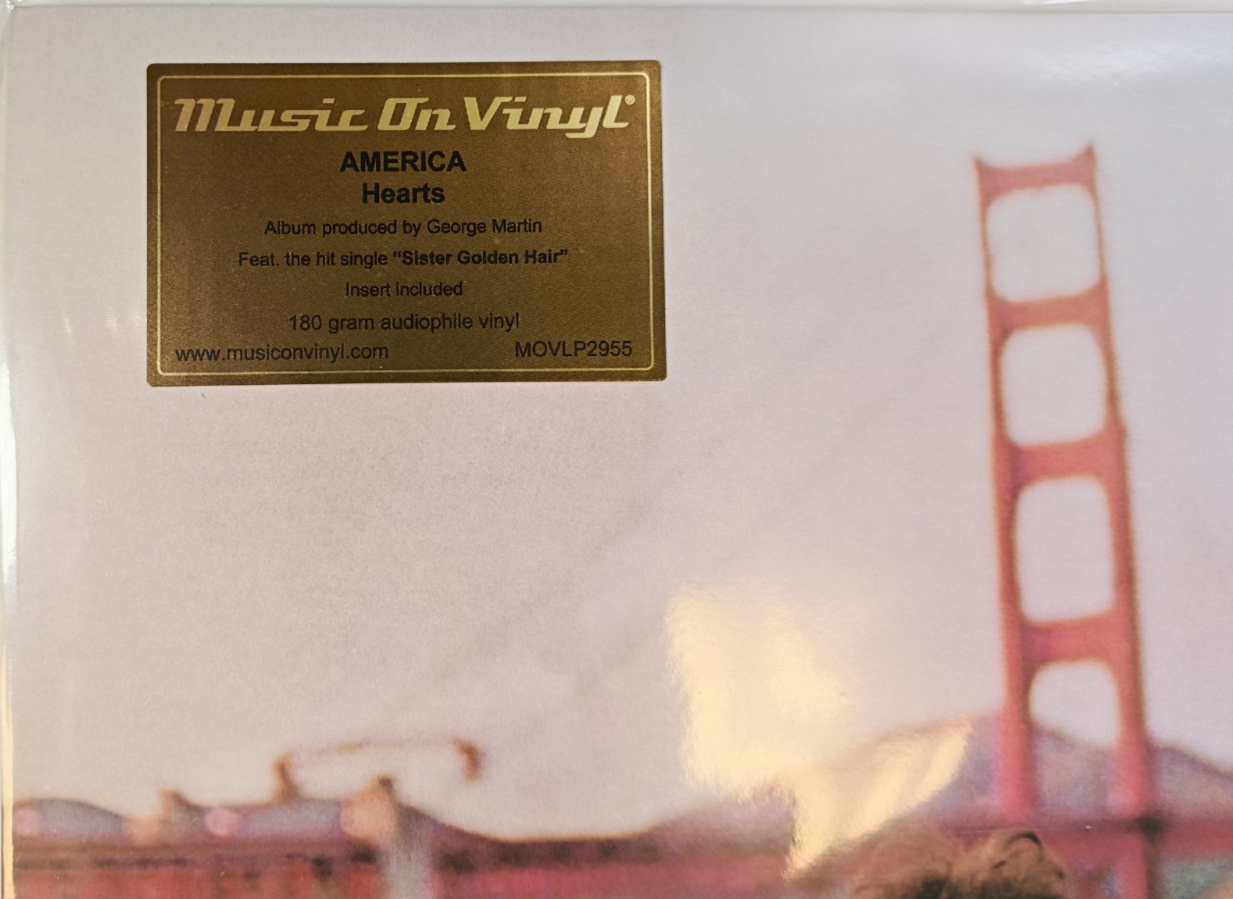 Music On Vinyl®
AMERICA
Hearts
Album produced by George Martin
Feat. the hit single “Sister Golden Hair”
Insert included
180 gram audiophile vinyl
www.musiconvinyl.com MOVLP2955